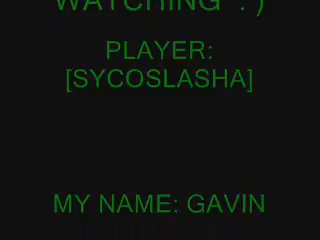 WATCHING  : )
PLAYER:
[SYCOSLASHA]
MY NAME: GAVIN